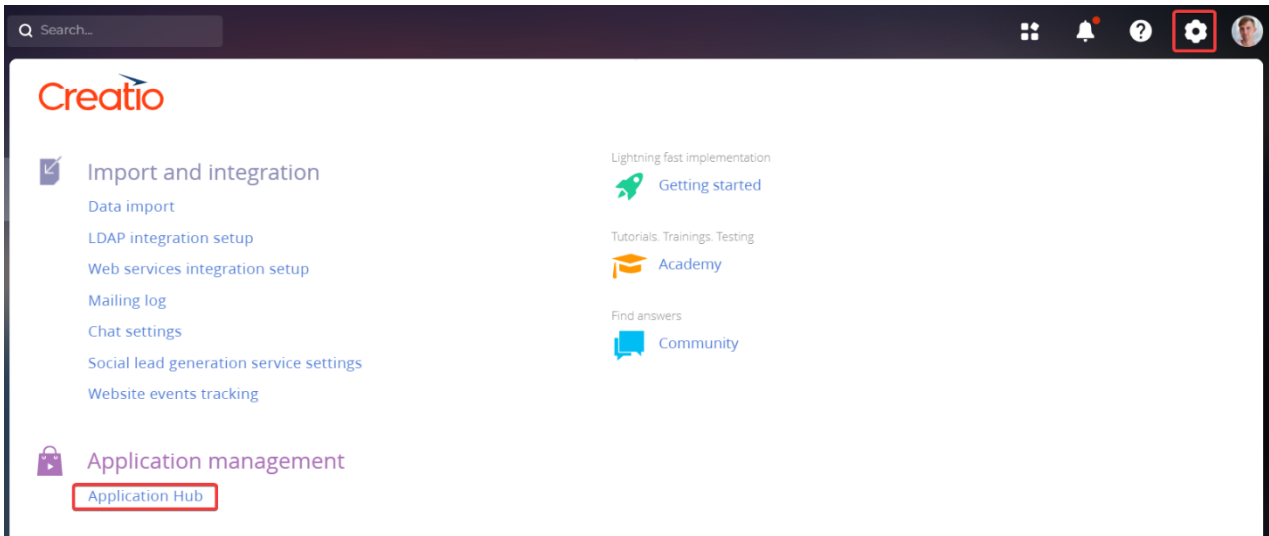 Search...
Creatio
Import and integration
Data import
LDAP integration setup
Web services integration setup
Mailing log
Chat settings
Social lead generation service settings
Website events tracking
Application management
Application Hub
Lightning fast implementation
Getting started
Tutorials. Trainings. Testing
Academy
Find answers
Community